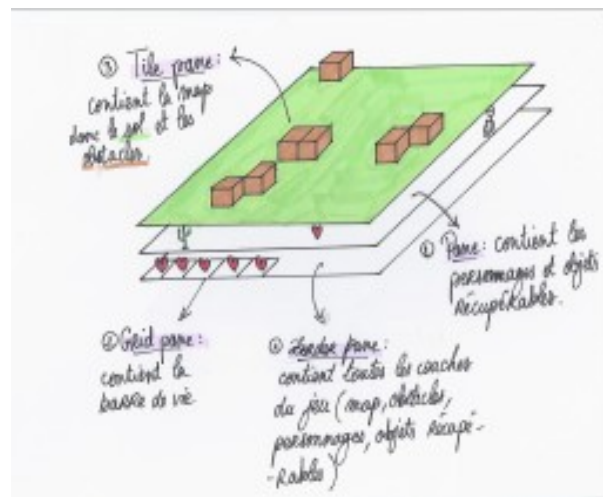 ③ Tile pane:
contient la map
donc le sol et les
obstacles.
④ Pane: contient les
personnages et objets
récupérables.
② Grid pane:
contient la
barre de vie
① Border pane:
contient toutes les couches
du jeu (map, obstacles,
personnages, objets récupé-
-rables)